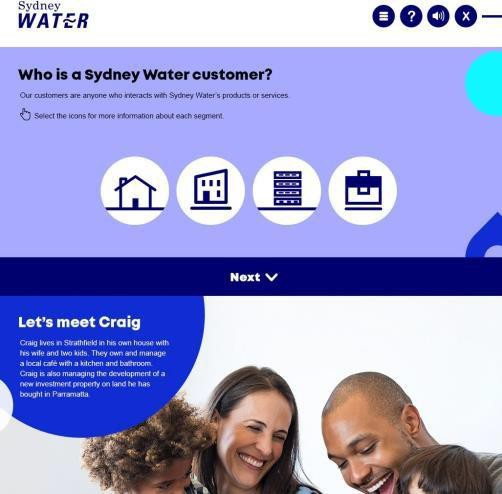 Sydney
WATER
? X
Who is a Sydney Water customer?
Our customers are anyone who interacts with Sydney Water's products or services.
Select the icons for more information about each segment.
Next
Let's meet Craig
Craig lives in Strathfield in his own house with
his wife and two kids. They own and manage
a local café with a kitchen and bathroom.
Craig is also managing the development of a
new investment property on land he has
bought in Parramatta.